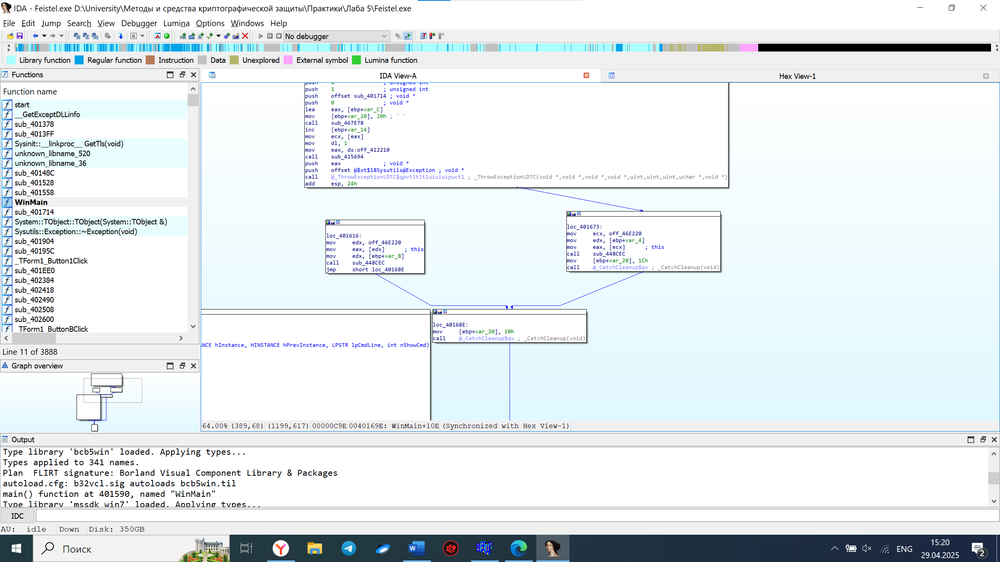 IDA - Feistel.exe D:\University\Методы и средства криптографической защиты\Практики\Лаба 5\Feistel.exe
File Edit Jump Search View Debugger Lumina Options Windows Help
No debugger
Library function Regular function Instruction Data Unexplored External symbol Lumina function
Functions
Function name
start
__GetExceptDLLinfo
sub_401378
sub_4013FF
Sysinit::__linkproc__ GetTls(void)
unknown_libname_520
unknown_libname_36
sub_40148C
sub_401528
sub_401558
WinMain
sub_401714
System::TObject::TObject(System::TObject &)
Sysutils::Exception::~Exception(void)
sub_401904
sub_40195C
_TForm1_Button1Click
sub_401EE0
sub_402384
sub_402418
sub_402490
sub_402508
sub_402600
_TForm1_ButtonBClick
Line 11 of 3888
Graph overview
IDA View-A
Hex View-1
push 0 ; unsigned int
push 1 ; unsigned int
push offset sub_401714 ; void *
push 0 ; void *
lea eax, [ebp+var_C]
mov [ebp+var_20], 20h ; ' '
call sub_467E78
inc [ebp+var_14]
mov ecx, [eax]
mov dl, 1
mov eax, ds:off_412210
call sub_415694
push eax ; void *
push offset @$xt$18Sysutils@Exception ; void *
call @_ThrowExceptionLDTC$qpvt1t1t1uiuiuipuct1 ; _ThrowExceptionLDTC(void *,void *,void *,void *,uint,uint,uint,uchar *,void *)
add esp, 24h
loc_401616:
mov edx, off_46E220
mov eax, [edx] ; this
mov edx, [ebp+var_8]
call sub_448CEC
jmp short loc_40168E
loc_401673:
mov ecx, off_46E220
mov edx, [ebp+var_4]
mov eax, [ecx] ; this
call sub_448CEC
mov [ebp+var_20], 1Ch
call @_CatchCleanup$qv ; _CatchCleanup(void)
NCE hInstance, HINSTANCE hPrevInstance, LPSTR lpCmdLine, int nShowCmd)
loc_40168E:
mov [ebp+var_20], 10h
call @_CatchCleanup$qv ; _CatchCleanup(void)
64.00% (389,68) (1199,617) 00000C9E 0040169E: WinMain+10E (Synchronized with Hex View-1)
Output
Type library 'bcb5win' loaded. Applying types...
Types applied to 341 names.
Plan  FLIRT signature: Borland Visual Component Library & Packages
autoload.cfg: b32vcl.sig autoloads bcb5win.til
main() function at 401590, named "WinMain"
Type library 'mssdk_win7' loaded. Applying types...
IDC
AU: idle Down Disk: 350GB
Поиск
ENG
15:20
29.04.2025
2